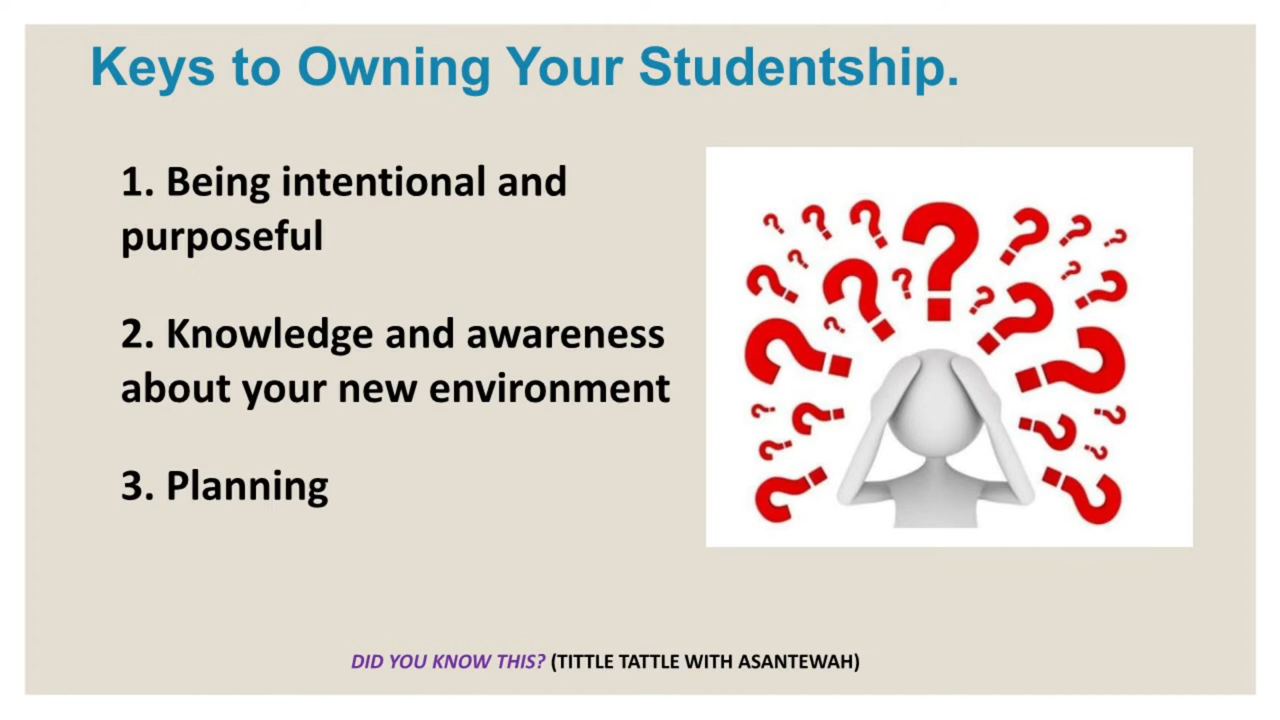 Keys to Owning Your Studentship.
1. Being intentional and
purposeful
2. Knowledge and awareness
about your new environment
3. Planning
DID YOU KNOW THIS? (TITTLE TATTLE WITH ASANTEWAH)